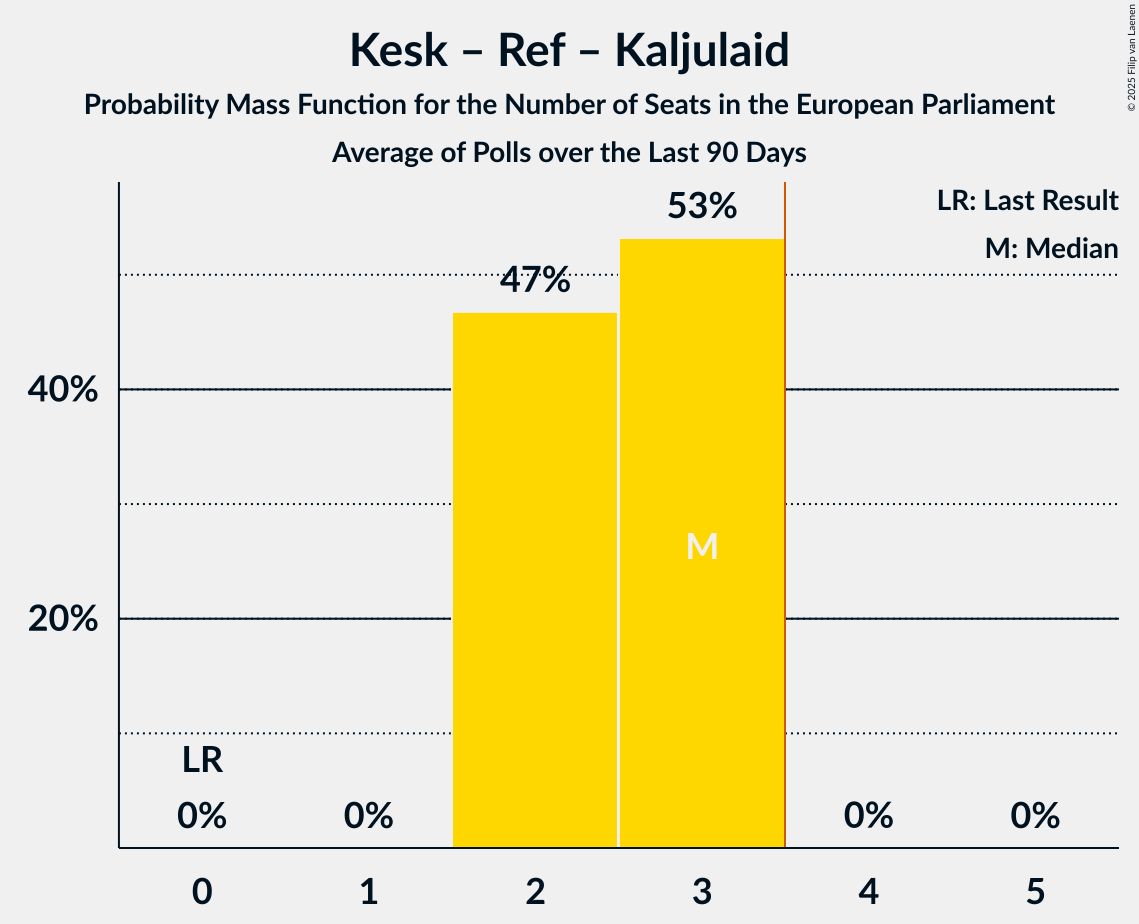 Kesk – Ref – Kaljulaid
Probability Mass Function for the Number of Seats in the European Parliament
Average of Polls over the Last 90 Days
© 2025 Filip van Laenen
LR: Last Result
M: Median
53%
47%
40%
M
20%
LR
0%
0%
0%
0%
0
1
2
3
4
5